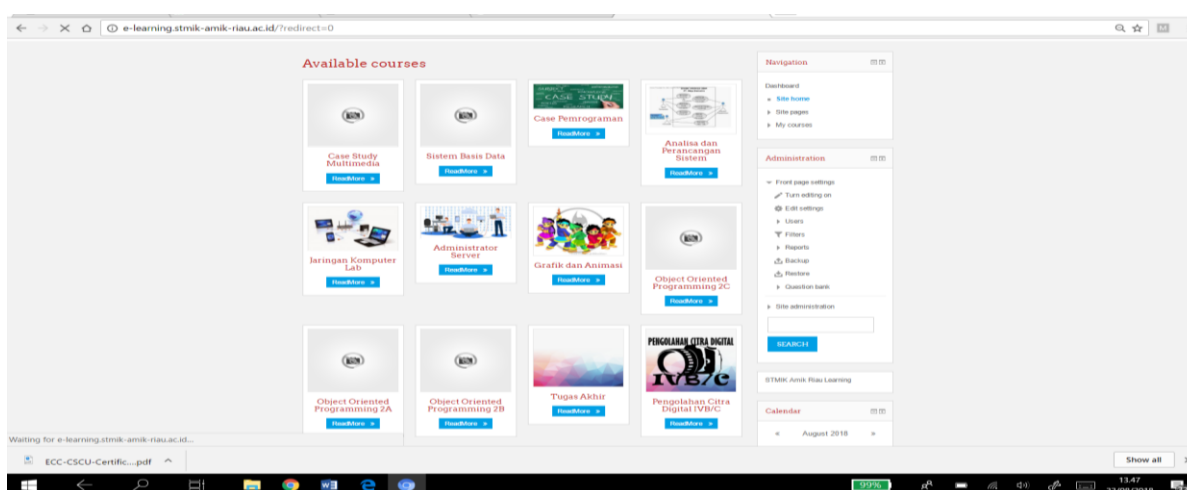 e-learning.stmik-amik-riau.ac.id/?redirect=0
Available courses
CASE STUDY
Case Study
Multimedia
ReadMore »
Sistem Basis Data
ReadMore »
Case Pemrograman
ReadMore »
Analisa dan
Perancangan
Sistem
ReadMore »
Jaringan Komputer
Lab
ReadMore »
Administrator
Server
ReadMore »
Grafik dan Animasi
ReadMore »
Object Oriented
Programming 2C
ReadMore »
Object Oriented
Programming 2A
ReadMore »
Object Oriented
Programming 2B
ReadMore »
Tugas Akhir
ReadMore »
PENGOLAHAN CITRA DIGITAL
IVB/C
Pengolahan Citra
Digital IVB/C
ReadMore »
Navigation
Dashboard
Site home
Site pages
My courses
Administration
Front page settings
Turn editing on
Edit settings
Users
Filters
Reports
Backup
Restore
Question bank
Site administration
SEARCH
STMIK Amik Riau Learning
Calendar
« August 2018 »
Waiting for e-learning.stmik-amik-riau.ac.id...
ECC-CSCU-Certific....pdf
Show all
99%
13.47